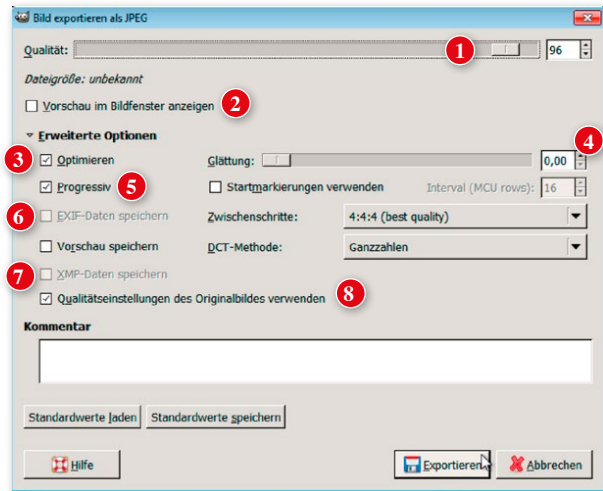 Bild exportieren als JPEG
Qualität: 1 96
Dateigröße: unbekannt
Vorschau im Bildfenster anzeigen 2
Erweiterte Optionen 4
3 Optimieren Glättung: 0,00
Progressiv 5 Startmarkierungen verwenden Interval (MCU rows): 16
6 EXIF-Daten speichern Zwischenschritte: 4:4:4 (best quality)
Vorschau speichern DCT-Methode: Ganzzahlen
7 XMP-Daten speichern
Qualitätseinstellungen des Originalbildes verwenden 8
Kommentar
Standardwerte laden Standardwerte speichern
Hilfe Exportieren Abbrechen